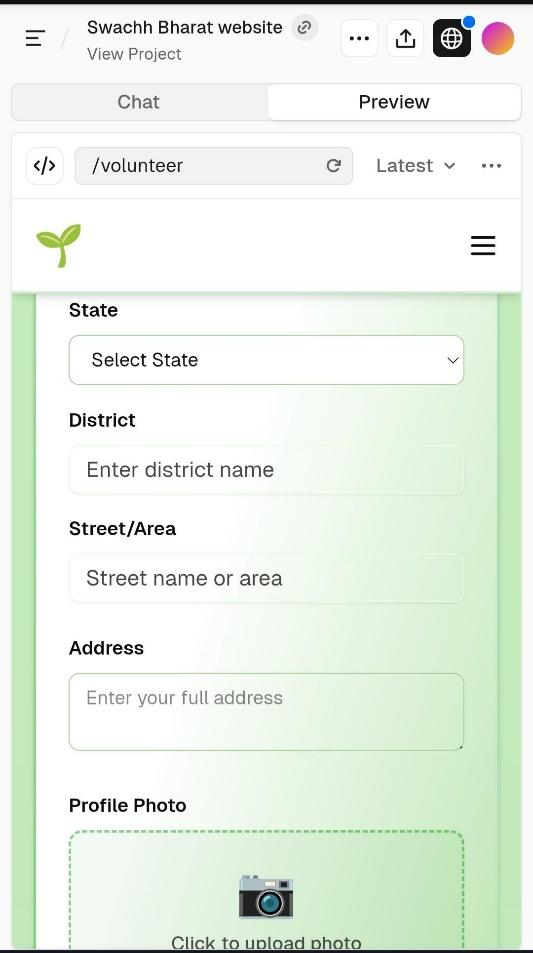 Swachh Bharat website
View Project
Chat
Preview
/volunteer
Latest
State
Select State
District
Enter district name
Street/Area
Street name or area
Address
Enter your full address
Profile Photo
Click to upload photo